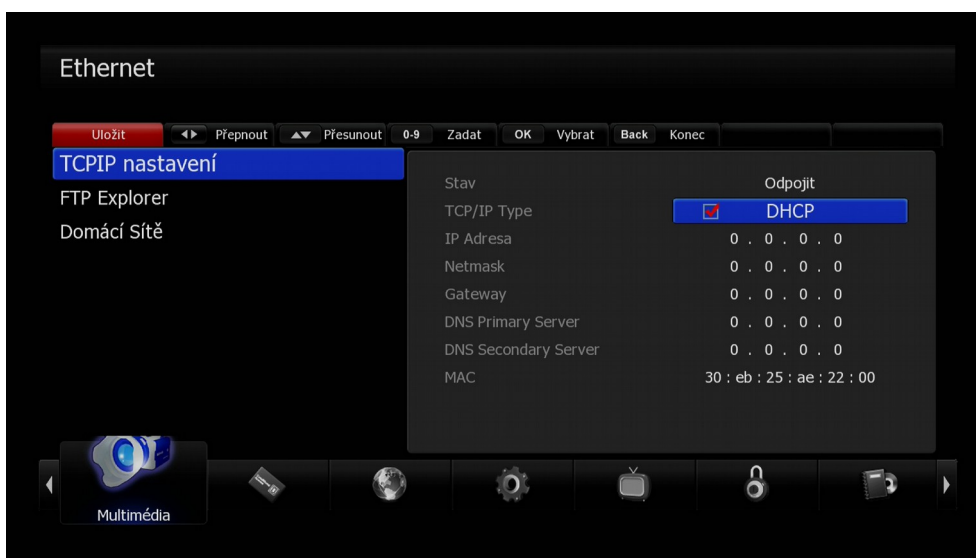 Ethernet
Uložit Přepnout Přesunout 0-9 Zadat OK Vybrat Back Konec
TCPIP nastavení
FTP Explorer
Domácí Sítě
Stav Odpojit
TCP/IP Type DHCP
IP Adresa 0 . 0 . 0 . 0
Netmask 0 . 0 . 0 . 0
Gateway 0 . 0 . 0 . 0
DNS Primary Server 0 . 0 . 0 . 0
DNS Secondary Server 0 . 0 . 0 . 0
MAC 30 : eb : 25 : ae : 22 : 00
Multimédia